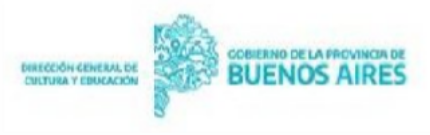 DIRECCIÓN GENERAL DE
CULTURA Y EDUCACIÓN
GOBIERNO DE LA PROVINCIA DE
BUENOS AIRES